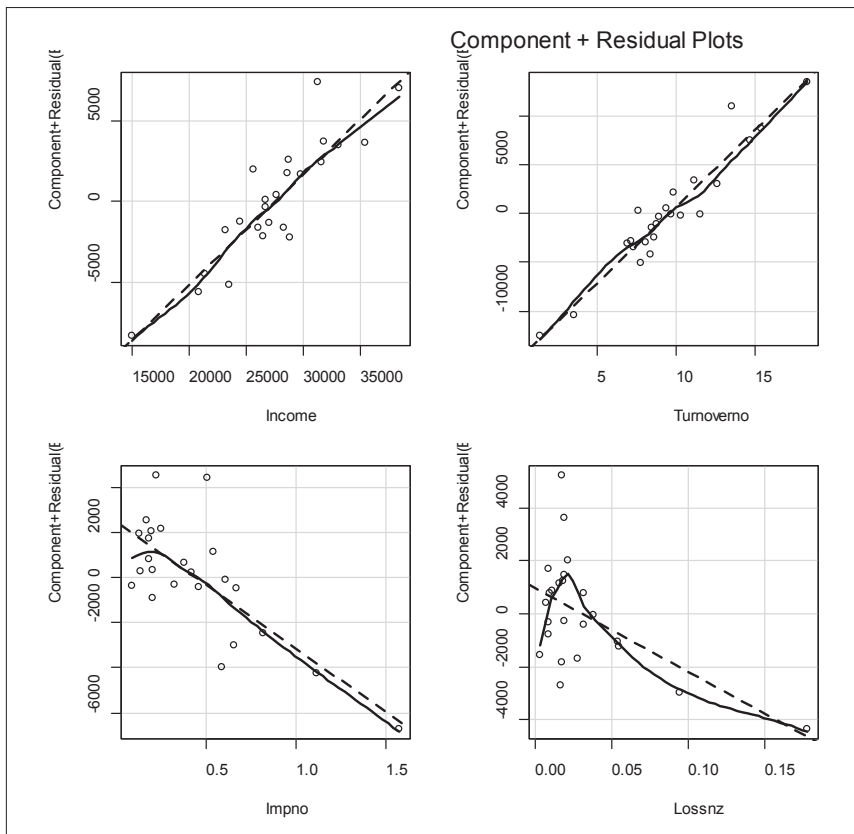 Component + Residual Plots
Component+Residual(E
5000
0
-5000
15000 20000 25000 30000 35000
Income
Component+Residual(E
5000
0
-10000
5 10 15
Turnoverno
Component+Residual(E
2000
0
-2000
-6000
0.5 1.0 1.5
Impno
Component+Residual(E
4000
2000
0
-2000
-4000
0.00 0.05 0.10 0.15
Lossnz